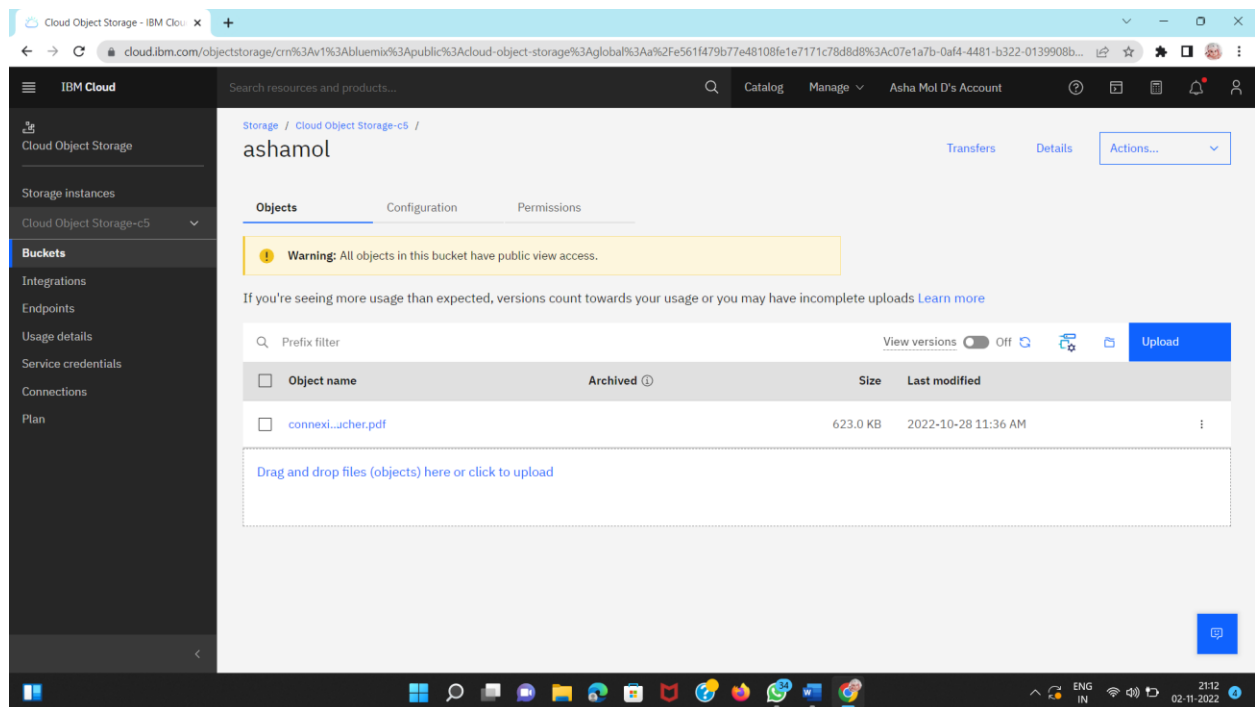 Cloud Object Storage - IBM Clou
cloud.ibm.com/objectstorage/crn%3Av1%3Abluemix%3Apublic%3Acloud-object-storage%3Aglobal%3Aa%2Fe561f479b77e48108fe1e7171c78d8d8%3Ac07e1a7b-0af4-4481-b322-0139908b...
IBM Cloud
Search resources and products...
Catalog
Manage
Asha Mol D's Account
Cloud Object Storage
Storage instances
Cloud Object Storage-c5
Buckets
Integrations
Endpoints
Usage details
Service credentials
Connections
Plan
Storage / Cloud Object Storage-c5 /
ashamol
Transfers
Details
Actions...
Objects
Configuration
Permissions
Warning: All objects in this bucket have public view access.
If you're seeing more usage than expected, versions count towards your usage or you may have incomplete uploads Learn more
Prefix filter
View versions
Off
Upload
Object name
Archived
Size
Last modified
connexi...ucher.pdf
623.0 KB
2022-10-28 11:36 AM
Drag and drop files (objects) here or click to upload
34
ENG
IN
21:12
02-11-2022
4